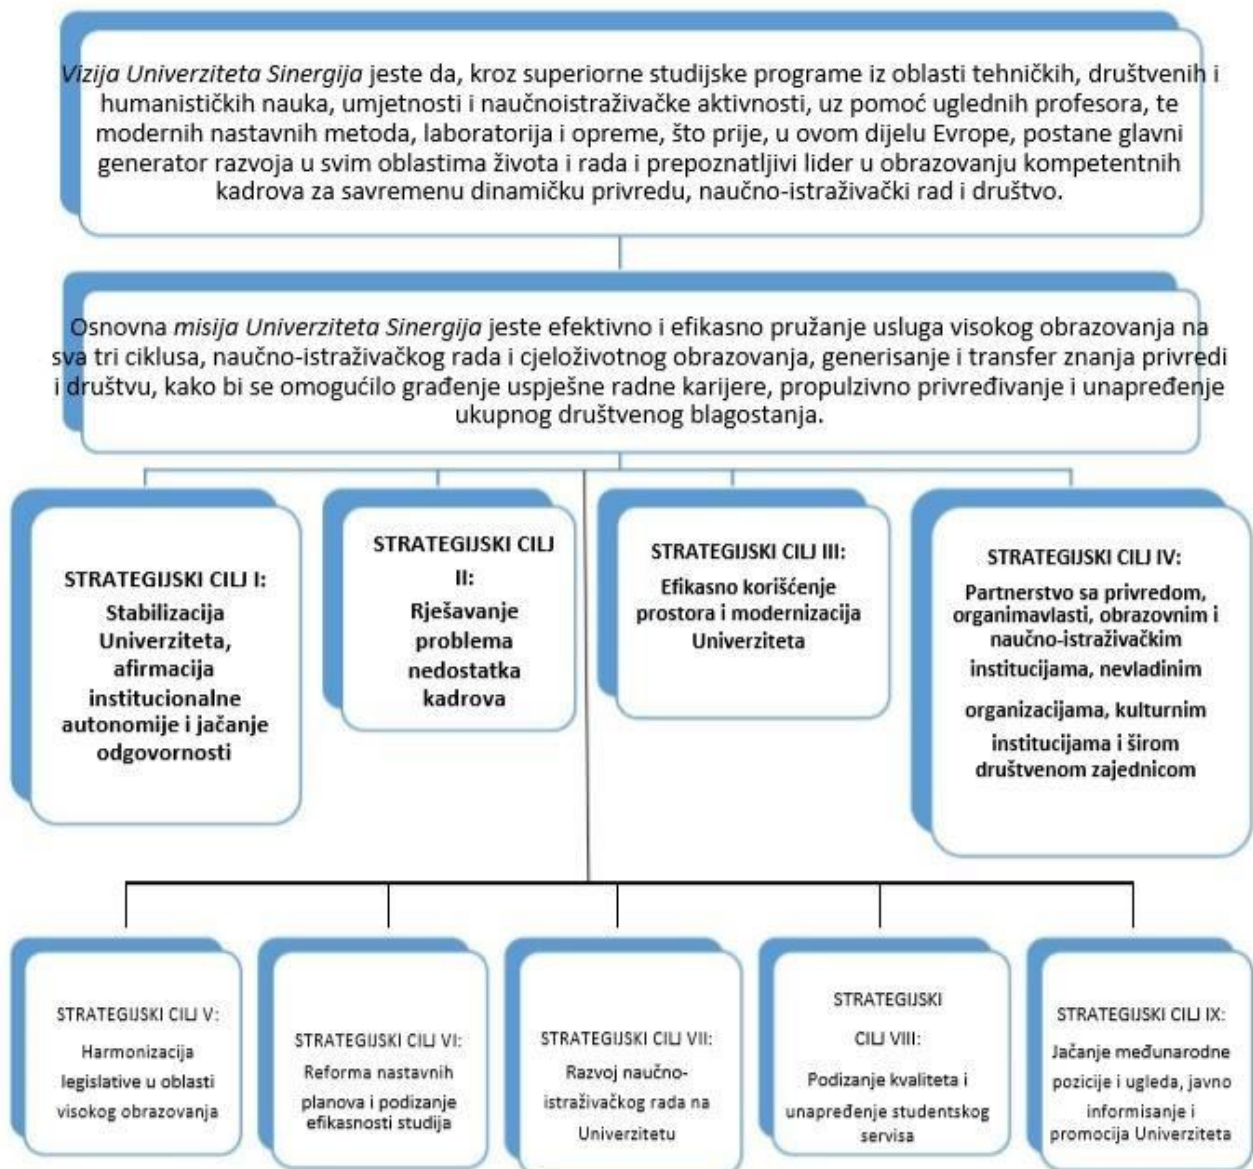 Vizija Univerziteta Sinergija jeste da, kroz superiorne studijske programe iz oblasti tehničkih, društvenih i
humanističkih nauka, umjetnosti i naučnoistraživačke aktivnosti, uz pomoć uglednih profesora, te
modernih nastavnih metoda, laboratorija i opreme, što prije, u ovom dijelu Evrope, postane glavni
generator razvoja u svim oblastima života i rada i prepoznatljivi lider u obrazovanju kompetentnih
kadrova za savremenu dinamičku privredu, naučno-istraživački rad i društvo.
Osnovna misija Univerziteta Sinergija jeste efektivno i efikasno pružanje usluga visokog obrazovanja na
sva tri ciklusa, naučno-istraživačkog rada i cjeloživotnog obrazovanja, generisanje i transfer znanja privredi
i društvu, kako bi se omogućilo građenje uspješne radne karijere, propulzivno privređivanje i unapređenje
ukupnog društvenog blagostanja.
STRATEGIJSKI CILJ I:
Stabilizacija
Univerziteta,
afirmacija
institucionalne
autonomije i jačanje
odgovornosti
STRATEGIJSKI CILJ
II:
Rješavanje
problema
nedostatka
kadrova
STRATEGIJSKI CILJ III:
Efikasno korišćenje
prostora i modernizacija
Univerziteta
STRATEGIJSKI CILJ IV:
Partnerstvo sa privredom,
organimavlasti, obrazovnim i
naučno-istraživačkim
institucijama, nevladinim
organizacijama, kulturnim
institucijama i širom
društvenom zajednicom
STRATEGIJSKI CILJ V:
Harmonizacija
legislative u oblasti
visokog obrazovanja
STRATEGIJSKI CILJ VI:
Reforma nastavnih
planova i podizanje
efikasnosti studija
STRATEGIJSKI CILJ VII:
Razvoj naučno-
istraživačkog rada na
Univerzitetu
STRATEGIJSKI
CILJ VIII:
Podizanje kvaliteta i
unapređenje studentskog
servisa
STRATEGIJSKI CILJ IX:
Jačanje međunarodne
pozicije i ugleda, javno
informisanje i
promocija Univerziteta